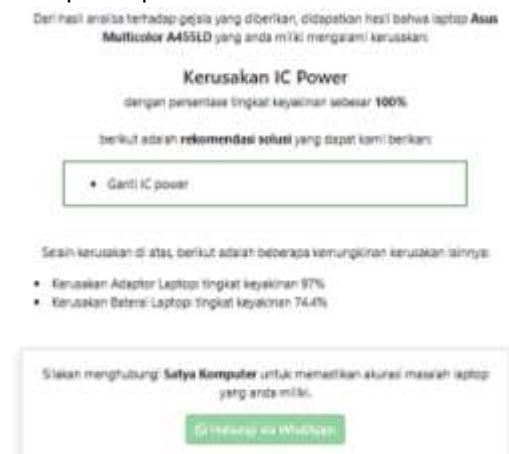 Dari hasil analisa terhadap gejala yang diberikan, didapatkan hasil bahwa laptop Asus
Multicolor A455LD yang anda miliki mengalami kerusakan:
Kerusakan IC Power
dengan persentase tingkat keyakinan sebesar 100%
berikut adalah rekomendasi solusi yang dapat kami berikan:
• Ganti IC power
Selain kerusakan di atas, berikut adalah beberapa kemungkinan kerusakan lainnya:
• Kerusakan Adaptor Laptop: tingkat keyakinan 97%
• Kerusakan Baterai Laptop: tingkat keyakinan 74.4%
Silakan menghubungi Satya Komputer untuk memastikan akurasi masalah laptop
yang anda miliki.
Hubungi via WhatsApp